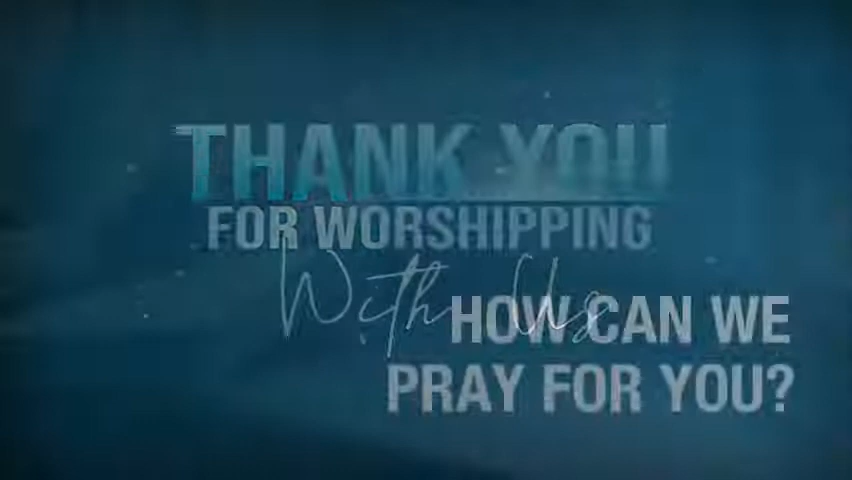 THANK YOU
FOR WORSHIPPING
With Us
HOW CAN WE
PRAY FOR YOU?